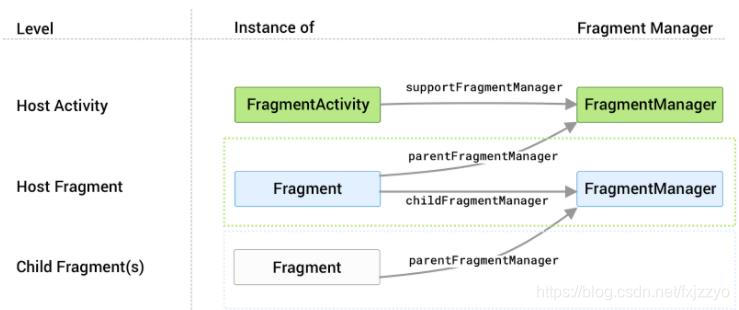 Level Instance of Fragment Manager
supportFragmentManager
Host Activity FragmentActivity FragmentManager
parentFragmentManager
Host Fragment Fragment FragmentManager
childFragmentManager
Child Fragment(s) Fragment parentFragmentManager
https://blog.csdn.net/fxjzzyo